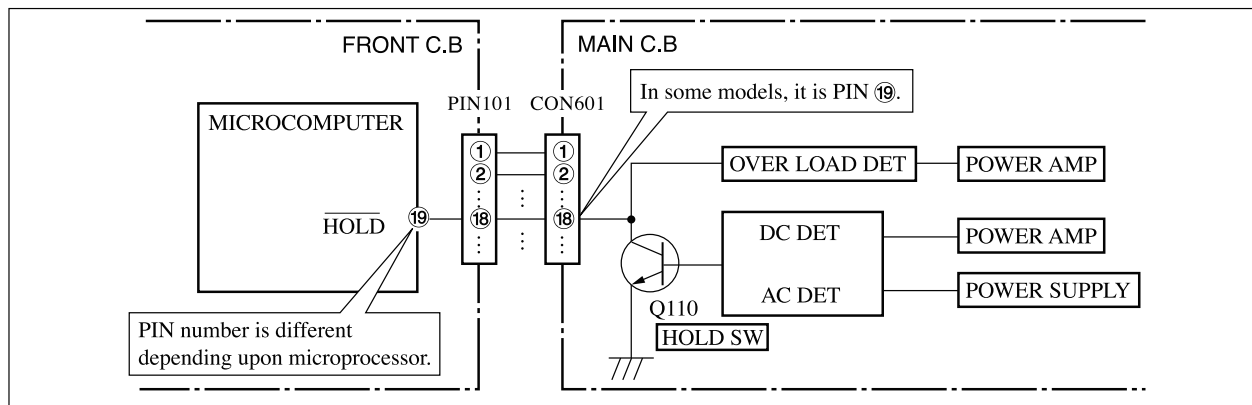 FRONT C.B
MAIN C.B
In some models, it is PIN ⑲.
PIN101 CON601
MICROCOMPUTER
① ①
② ②
OVER LOAD DET
POWER AMP
HOLD
⑲
⑱ ⑱
DC DET
POWER AMP
AC DET
POWER SUPPLY
Q110
HOLD SW
PIN number is different
depending upon microprocessor.